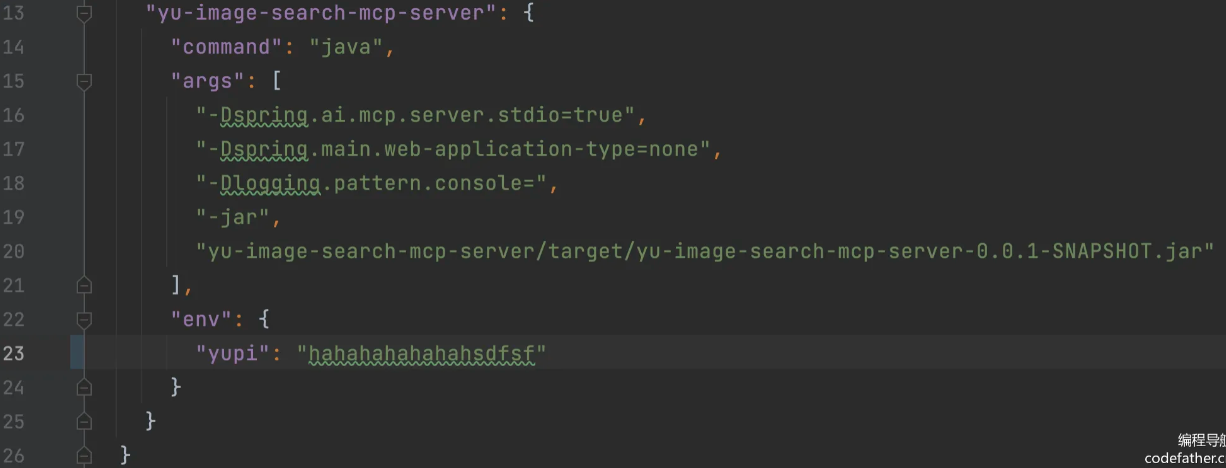 13 "yu-image-search-mcp-server": {
14 "command": "java",
15 "args": [
16 "-Dspring.ai.mcp.server.stdio=true",
17 "-Dspring.main.web-application-type=none",
18 "-Dlogging.pattern.console=",
19 "-jar",
20 "yu-image-search-mcp-server/target/yu-image-search-mcp-server-0.0.1-SNAPSHOT.jar"
21 ],
22 "env": {
23 "yupi": "hahahahahahahsdfsf"
24 }
25 }
26 }
编程导航
codefather.c